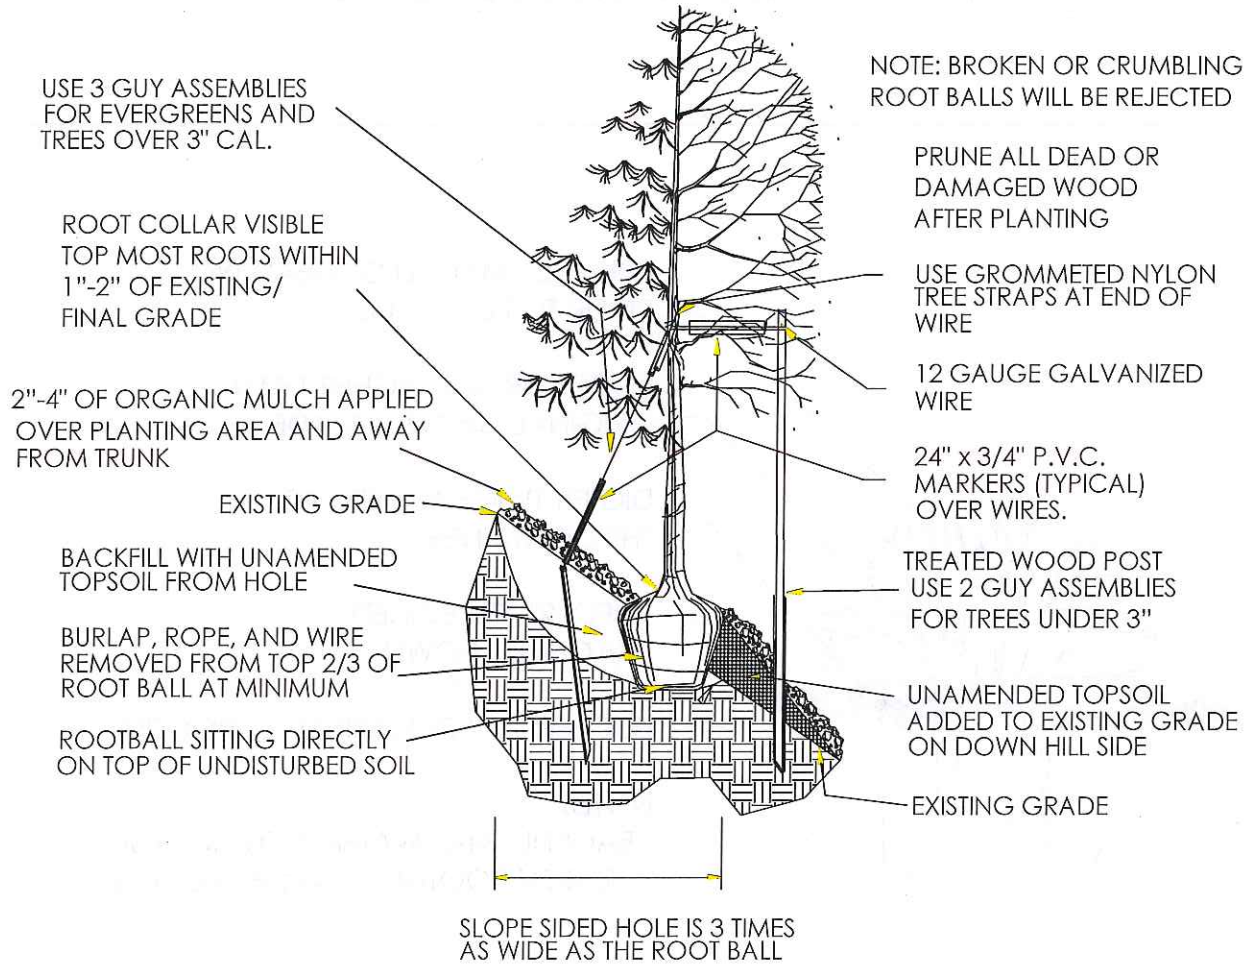 USE 3 GUY ASSEMBLIES
FOR EVERGREENS AND
TREES OVER 3" CAL.
ROOT COLLAR VISIBLE
TOP MOST ROOTS WITHIN
1"-2" OF EXISTING/
FINAL GRADE
2"-4" OF ORGANIC MULCH APPLIED
OVER PLANTING AREA AND AWAY
FROM TRUNK
EXISTING GRADE
BACKFILL WITH UNAMENDED
TOPSOIL FROM HOLE
BURLAP, ROPE, AND WIRE
REMOVED FROM TOP 2/3 OF
ROOT BALL AT MINIMUM
ROOTBALL SITTING DIRECTLY
ON TOP OF UNDISTURBED SOIL
NOTE: BROKEN OR CRUMBLING
ROOT BALLS WILL BE REJECTED
PRUNE ALL DEAD OR
DAMAGED WOOD
AFTER PLANTING
USE GROMMETED NYLON
TREE STRAPS AT END OF
WIRE
12 GAUGE GALVANIZED
WIRE
24" x 3/4" P.V.C.
MARKERS (TYPICAL)
OVER WIRES.
TREATED WOOD POST
USE 2 GUY ASSEMBLIES
FOR TREES UNDER 3"
UNAMENDED TOPSOIL
ADDED TO EXISTING GRADE
ON DOWN HILL SIDE
EXISTING GRADE
SLOPE SIDED HOLE IS 3 TIMES
AS WIDE AS THE ROOT BALL